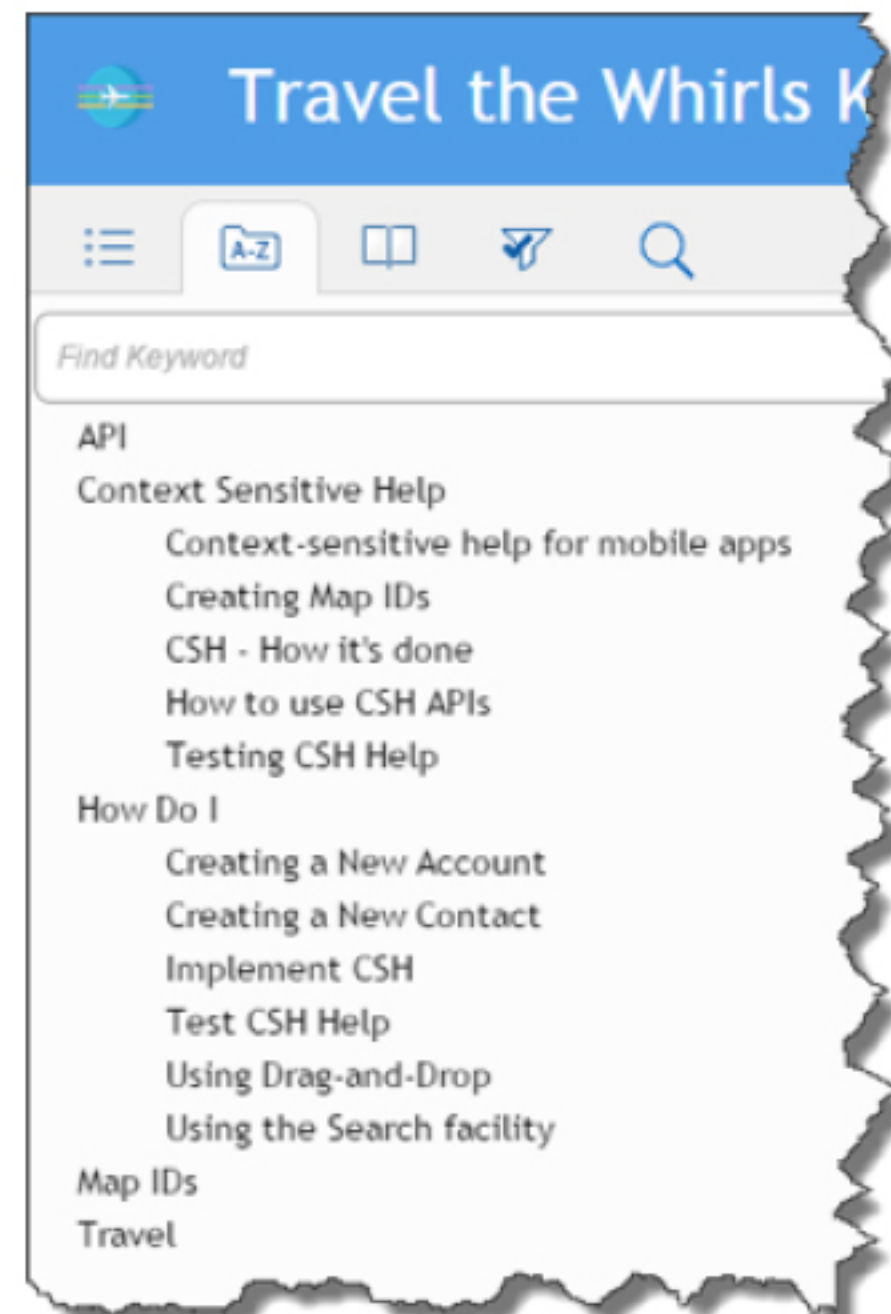 Travel the Whirls K
A-Z
Find Keyword
API
Context Sensitive Help
Context-sensitive help for mobile apps
Creating Map IDs
CSH - How it's done
How to use CSH APIs
Testing CSH Help
How Do I
Creating a New Account
Creating a New Contact
Implement CSH
Test CSH Help
Using Drag-and-Drop
Using the Search facility
Map IDs
Travel